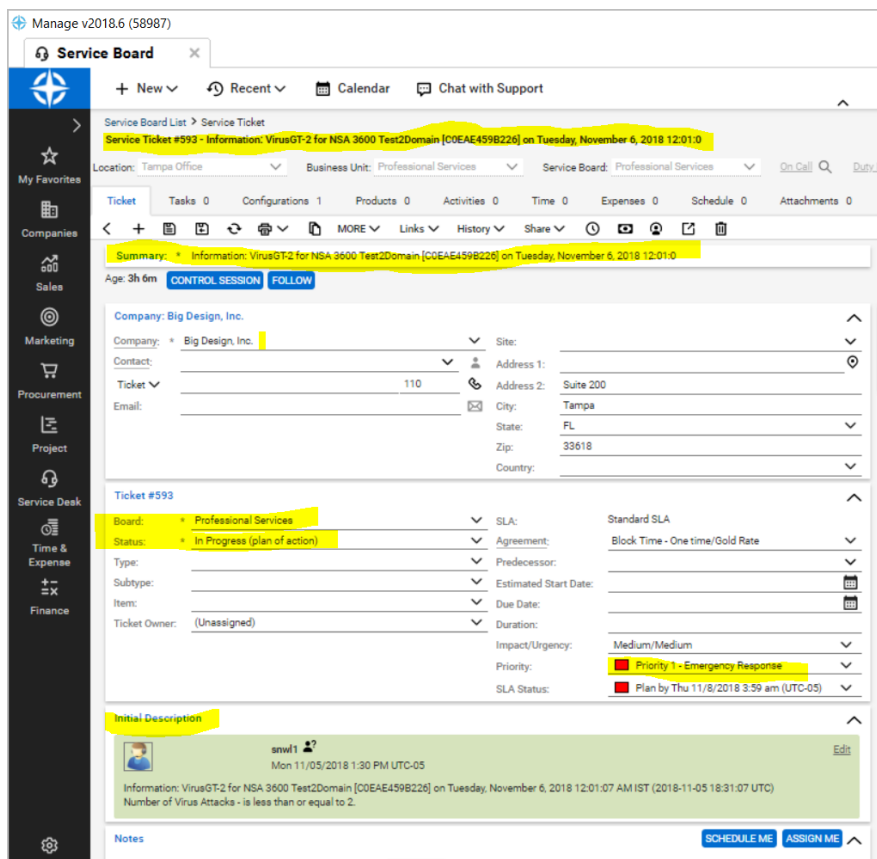 Manage v2018.6 (58987)
Service Board
New Recent Calendar Chat with Support
Service Board List > Service Ticket
Service Ticket #593 - Information: VirusGT-2 for NSA 3600 Test2Domain [C0EAE459B226] on Tuesday, November 6, 2018 12:01:0
Location: Tampa Office Business Unit: Professional Services Service Board: Professional Services On Call Duty
Ticket Tasks 0 Configurations 1 Products 0 Activities 0 Time 0 Expenses 0 Schedule 0 Attachments 0
MORE Links History Share
Summary: * Information: VirusGT-2 for NSA 3600 Test2Domain [C0EAE459B226] on Tuesday, November 6, 2018 12:01:0
Age: 3h 6m CONTROL SESSION FOLLOW
My Favorites
Companies
Sales
Marketing
Procurement
Project
Service Desk
Time &
Expense
Finance
Company: Big Design, Inc.
Company: * Big Design, Inc.
Contact:
Ticket 110
Email:
Site:
Address 1:
Address 2: Suite 200
City: Tampa
State: FL
Zip: 33618
Country:
Ticket #593
Board: * Professional Services
Status: * In Progress (plan of action)
Type:
Subtype:
Item:
Ticket Owner: (Unassigned)
SLA: Standard SLA
Agreement: Block Time - One time/Gold Rate
Predecessor:
Estimated Start Date:
Due Date:
Duration:
Impact/Urgency: Medium/Medium
Priority: Priority 1 - Emergency Response
SLA Status: Plan by Thu 11/8/2018 3:59 am (UTC-05)
Initial Description
snwl1 ?
Edit
Mon 11/05/2018 1:30 PM UTC-05
Information: VirusGT-2 for NSA 3600 Test2Domain [C0EAE459B226] on Tuesday, November 6, 2018 12:01:07 AM IST (2018-11-05 18:31:07 UTC)
Number of Virus Attacks - is less than or equal to 2.
Notes SCHEDULE ME ASSIGN ME